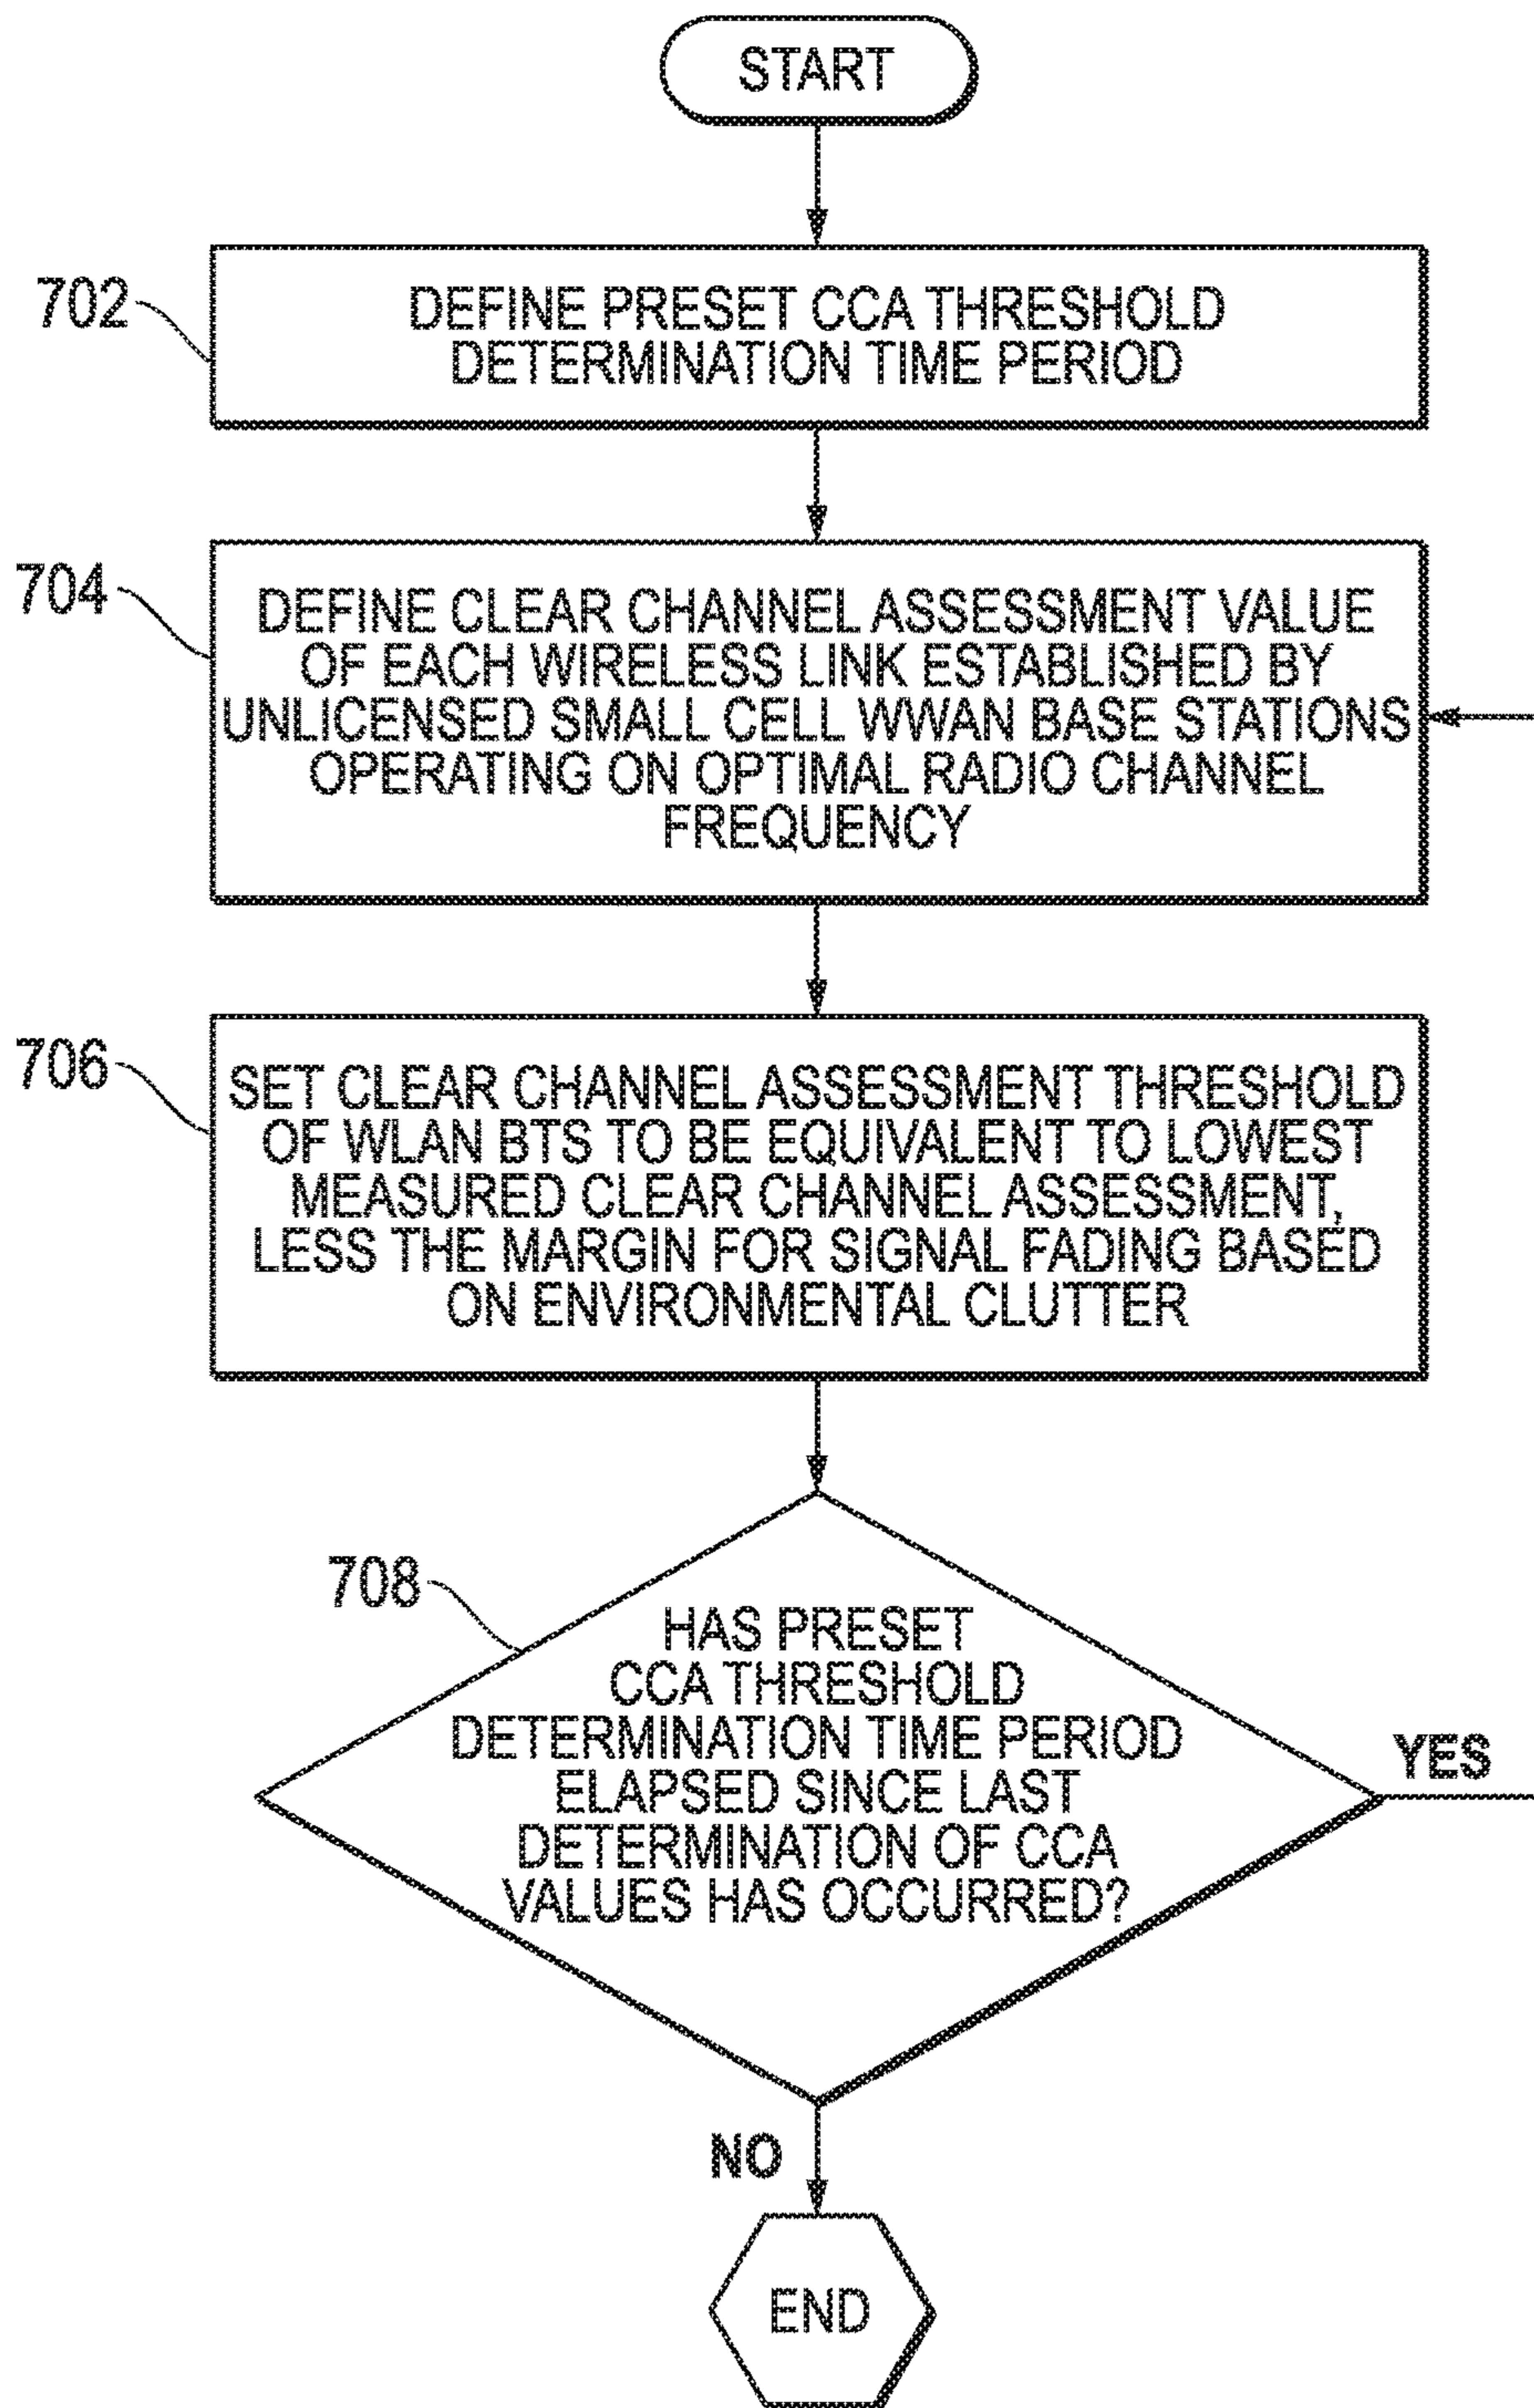 START
702
DEFINE PRESET CCA THRESHOLD
DETERMINATION TIME PERIOD
704
DEFINE CLEAR CHANNEL ASSESSMENT VALUE
OF EACH WIRELESS LINK ESTABLISHED BY
UNLICENSED SMALL CELL WWAN BASE STATIONS
OPERATING ON OPTIMAL RADIO CHANNEL
FREQUENCY
706
SET CLEAR CHANNEL ASSESSMENT THRESHOLD
OF WLAN BTS TO BE EQUIVALENT TO LOWEST
MEASURED CLEAR CHANNEL ASSESSMENT,
LESS THE MARGIN FOR SIGNAL FADING BASED
ON ENVIRONMENTAL CLUTTER
708
HAS PRESET
CCA THRESHOLD
DETERMINATION TIME PERIOD
ELAPSED SINCE LAST
DETERMINATION OF CCA
VALUES HAS OCCURRED?
YES
NO
END